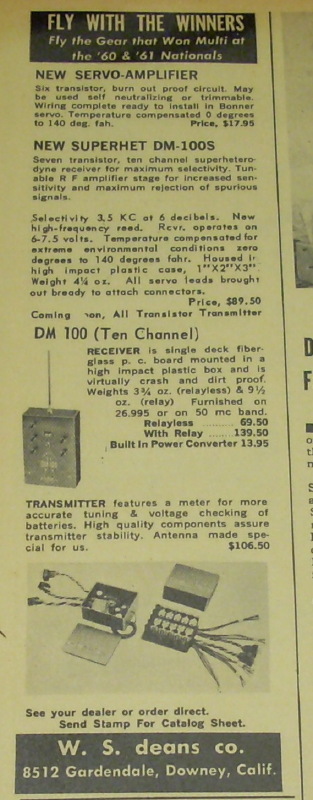 FLY WITH THE WINNERS
Fly the Gear that Won Multi at
the '60 & '61 Nationals
NEW SERVO-AMPLIFIER
Six transistor, burn out proof circuit. May
be used self neutralizing or trimmable.
Wiring complete ready to install in Bonner
servo. Temperature compensated 0 degrees
to 140 deg. fah. Price, $17.95
NEW SUPERHET DM-100S
Seven transistor, ten channel superhetero-
dyne receiver for maximum selectivity. Tun-
able R F amplifier stage for increased sen-
sitivity and maximum rejection of spurious
signals.
Selectivity 3.5 KC at 6 decibels. New
high-frequency reed. Rcvr. operates on
6-7.5 volts. Temperature compensated for
extreme environmental conditions zero
degrees to 140 degrees fahr. Housed in
high impact plastic case, 1"X2"X3"
Weight 4¼ oz. All servo leads brought
out bready to attach connectors.
Price, $89.50
Coming All Transistor Transmitter
DM 100 (Ten Channel)
RECEIVER is single deck fiber-
glass p. c. board mounted in a
high impact plastic box and is
virtually crash and dirt proof.
Weights 3¾ oz. (relayless) & 9½
oz. (relay) Furnished on
26.995 or on 50 mc band.
Relayless ........ 69.50
With Relay ........ 139.50
Built In Power Converter 13.95
TRANSMITTER features a meter for more
accurate tuning & voltage checking of
batteries. High quality components assure
transmitter stability. Antenna made spe-
cial for us. $106.50
See your dealer or order direct.
Send Stamp For Catalog Sheet.
W. S. deans co.
8512 Gardendale, Downey, Calif.